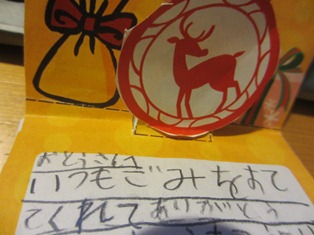 おとうさんへ
いつもごみをすて
てくれてありがとう